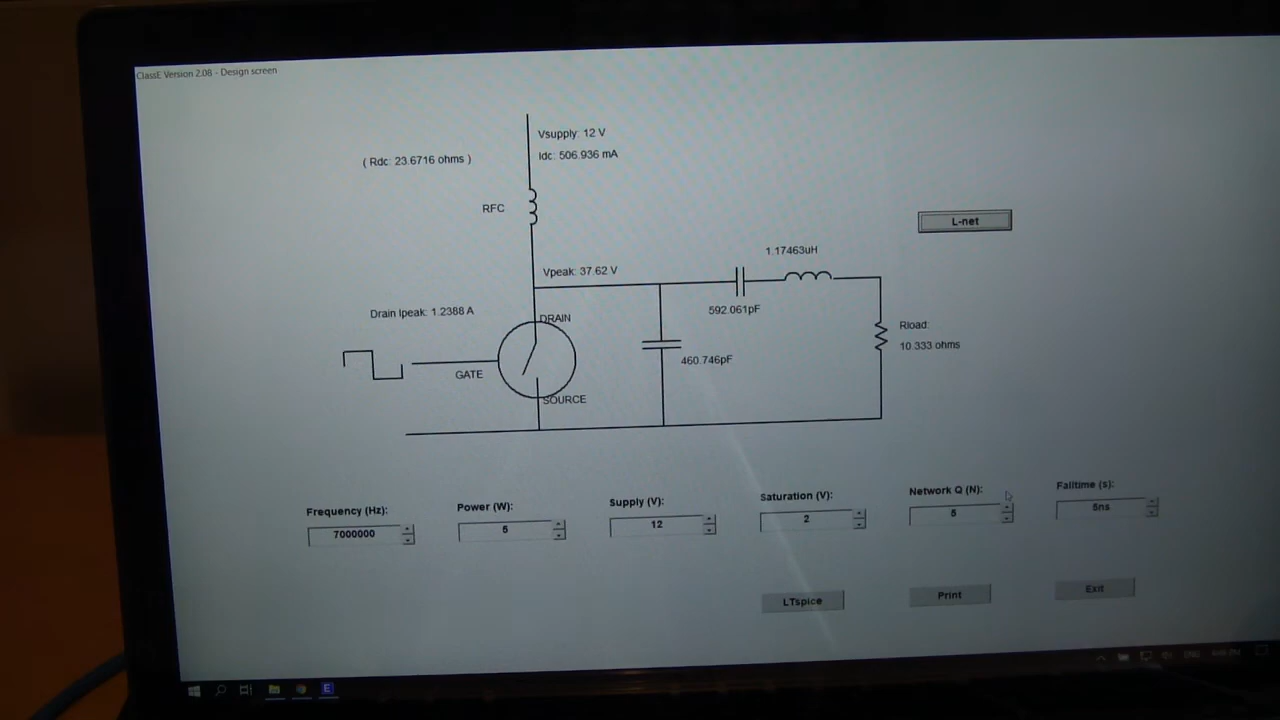 ClassE Version 2.08 - Design screen
Vsupply: 12 V
( Rdc: 23.6716 ohms )
Idc: 506.936 mA
RFC
L-net
1.17463uH
Vpeak: 37.62 V
592.061pF
Drain Ipeak: 1.2388 A
DRAIN
Rload:
10.333 ohms
460.746pF
GATE
SOURCE
Frequency (Hz):
Power (W):
Supply (V):
Saturation (V):
Network Q (N):
Falltime (s):
7000000
5
12
2
5
5ns
LTspice
Print
Exit